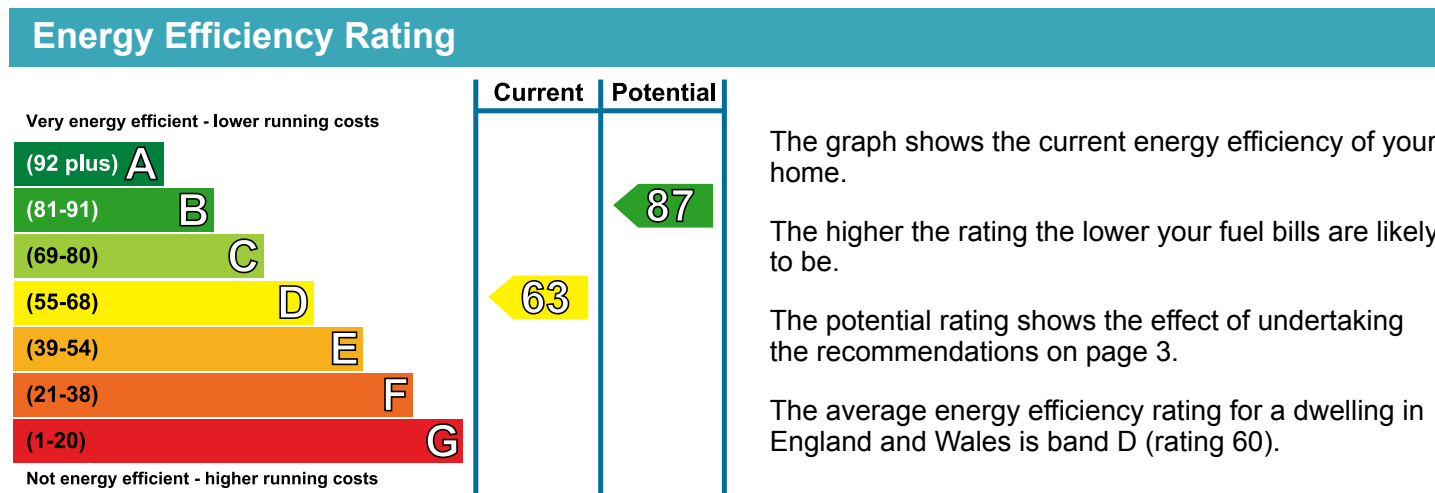 Energy Efficiency Rating
Current Potential
Very energy efficient - lower running costs
(92 plus) A
(81-91) B
87
(69-80) C
(55-68) D
63
(39-54) E
(21-38) F
(1-20) G
Not energy efficient - higher running costs
The graph shows the current energy efficiency of your
home.
The higher the rating the lower your fuel bills are likely
to be.
The potential rating shows the effect of undertaking
the recommendations on page 3.
The average energy efficiency rating for a dwelling in
England and Wales is band D (rating 60).